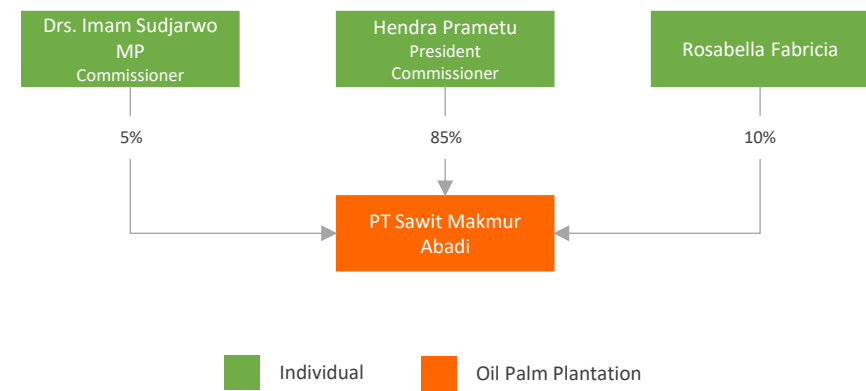 Drs. Imam Sudjarwo
MP
Commissioner
Hendra Prametu
President
Commissioner
Rosabella Fabricia
5%
85%
10%
PT Sawit Makmur
Abadi
Individual
Oil Palm Plantation